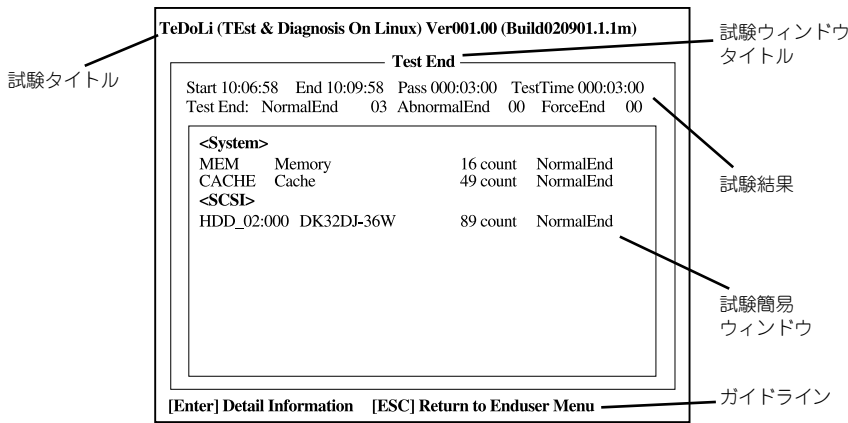 TeDoLi (TEst & Diagnosis On Linux) Ver001.00 (Build020901.1.1m)
試験ウィンドウ
タイトル
試験タイトル
Test End
Start 10:06:58 End 10:09:58 Pass 000:03:00 TestTime 000:03:00
Test End: NormalEnd 03 AbnormalEnd 00 ForceEnd 00
<System>
MEM Memory 16 count NormalEnd
CACHE Cache 49 count NormalEnd
試験結果
<SCSI>
HDD_02:000 DK32DJ-36W 89 count NormalEnd
試験簡易
ウィンドウ
ガイドライン
[Enter] Detail Information [ESC] Return to Enduser Menu